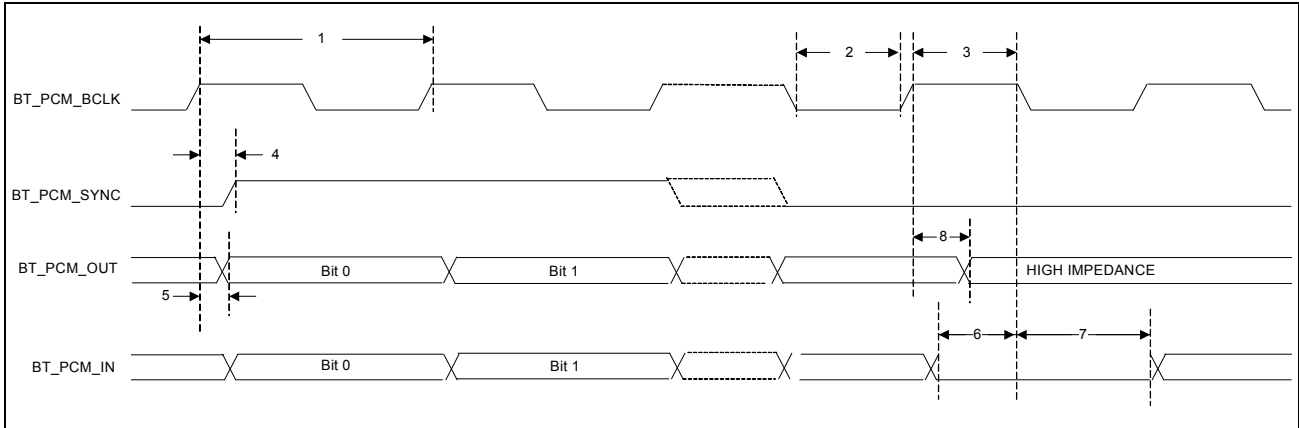 1
2
3
BT_PCM_BCLK
4
BT_PCM_SYNC
8
BT_PCM_OUT
Bit 0
Bit 1
HIGH IMPEDANCE
5
6
7
BT_PCM_IN
Bit 0
Bit 1